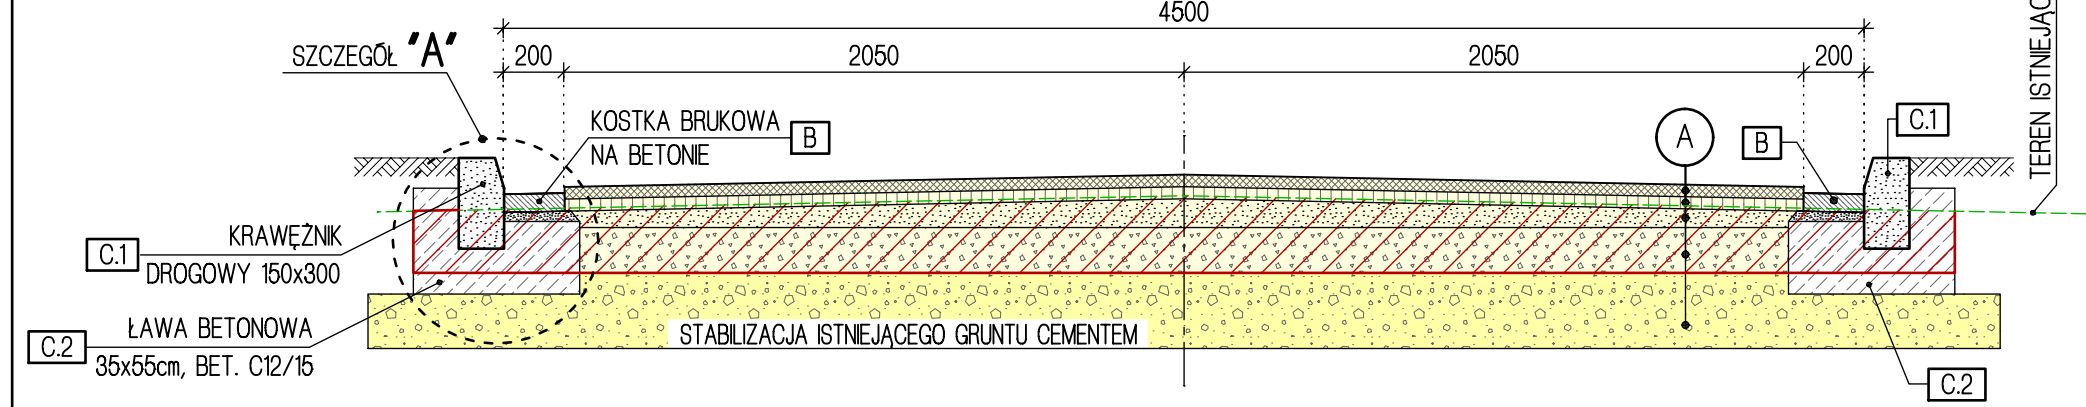 4500
200
2050
2050
200
SZCZEGÓŁ "A"
KOSTKA BRUKOWA
NA BETONIE
B
A
B
C.1
C.1
KRAWĘŻNIK
DROGOWY 150x300
C.2
ŁAWA BETONOWA
35x55cm, BET. C12/15
STABILIZACJA ISTNIEJĄCEGO GRUNTU CEMENTEM
C.2
TEREN